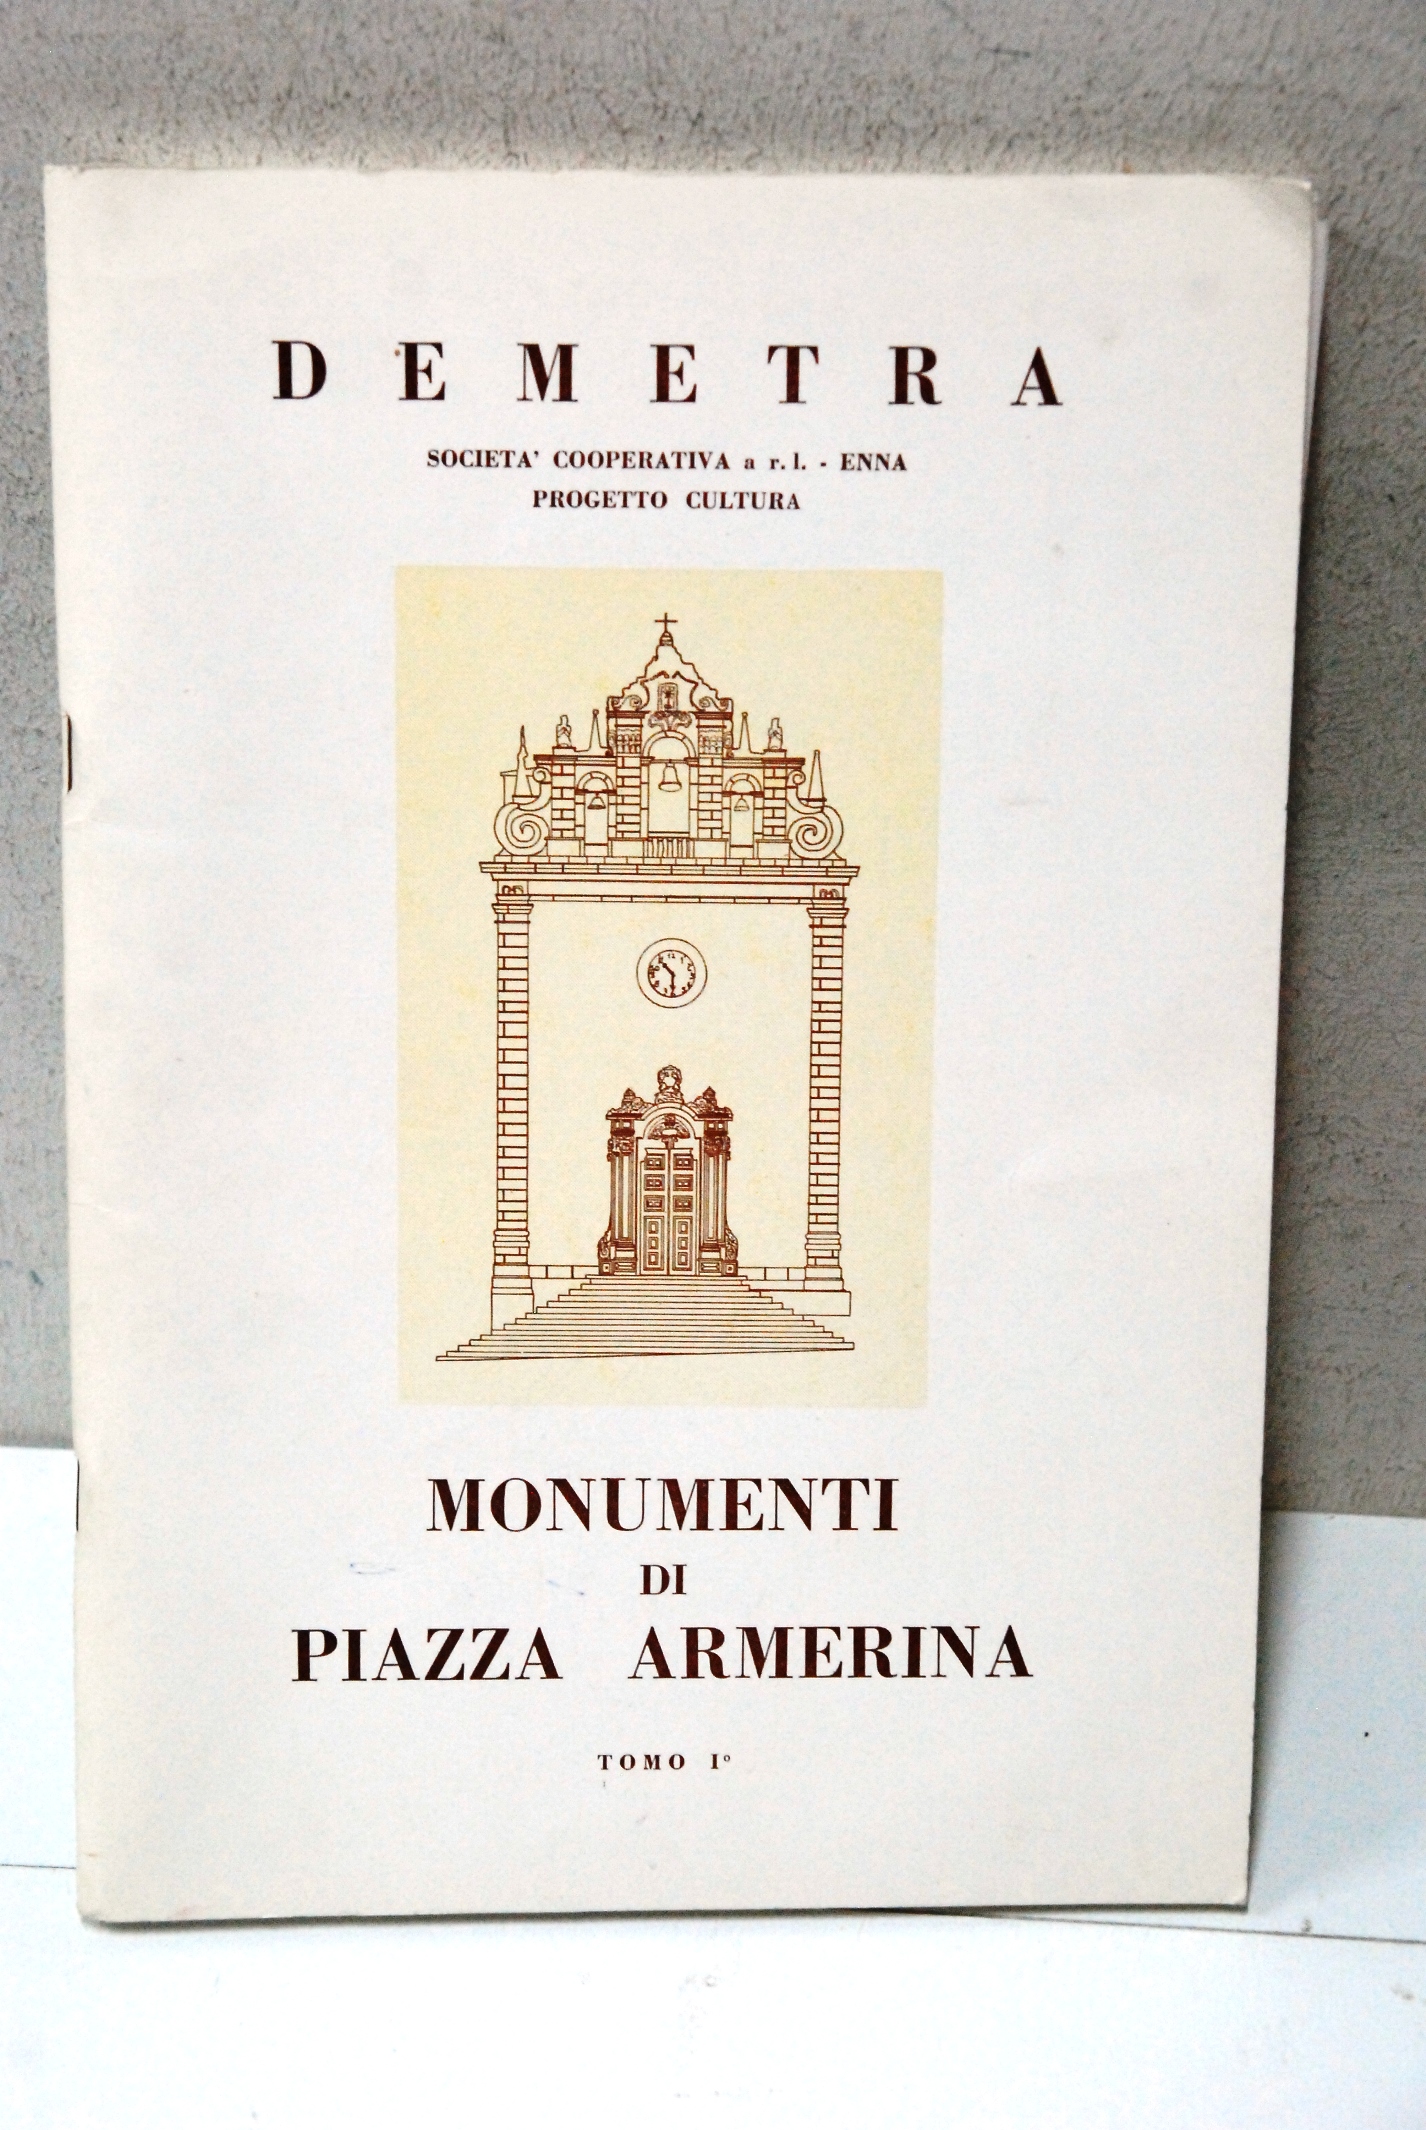 DEMETRA
SOCIETA' COOPERATIVA a r. l. - ENNA
PROGETTO CULTURA
MONUMENTI
DI
PIAZZA ARMERINA
TOMO I°